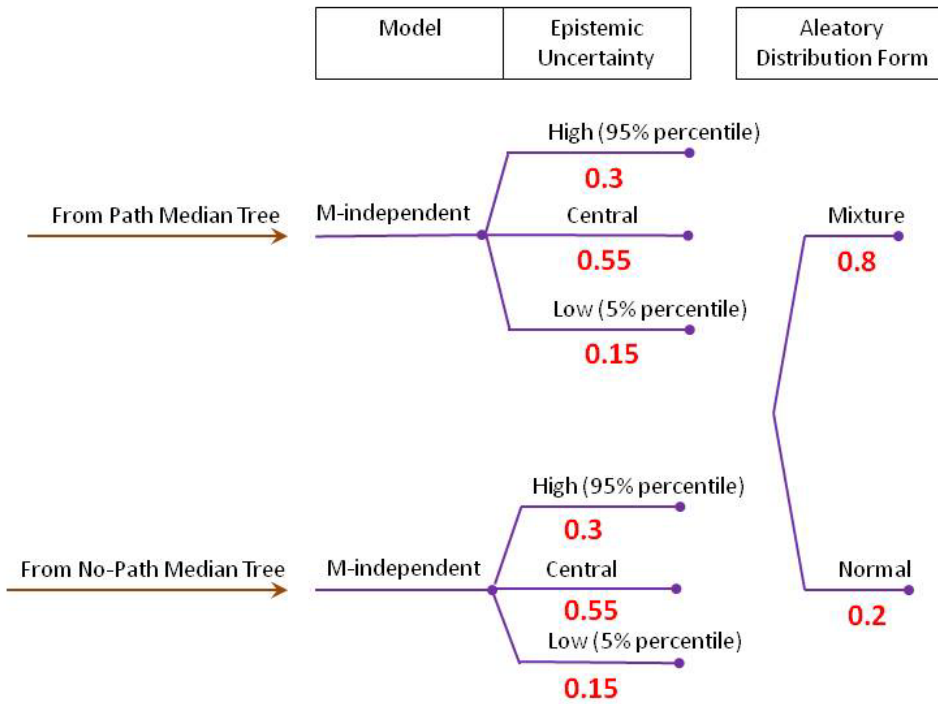 Model
Epistemic
Uncertainty
Aleatory
Distribution Form
High (95% percentile)
0.3
From Path Median Tree
M-independent
Central
0.55
Mixture
0.8
Low (5% percentile)
0.15
High (95% percentile)
0.3
From No-Path Median Tree
M-independent
Central
0.55
Normal
0.2
Low (5% percentile)
0.15